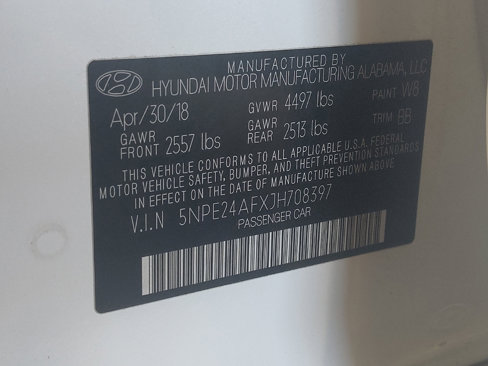 MANUFACTURED BY
HYUNDAI MOTOR MANUFACTURING ALABAMA, LLC
Apr/30/18 GVWR 4497 lbs PAINT W8
GAWR FRONT 2557 lbs GAWR REAR 2513 lbs TRIM BB
THIS VEHICLE CONFORMS TO ALL APPLICABLE U.S.A. FEDERAL
MOTOR VEHICLE SAFETY, BUMPER, AND THEFT PREVENTION STANDARDS
IN EFFECT ON THE DATE OF MANUFACTURE SHOWN ABOVE
V.I.N 5NPE24AFXJH708397
PASSENGER CAR